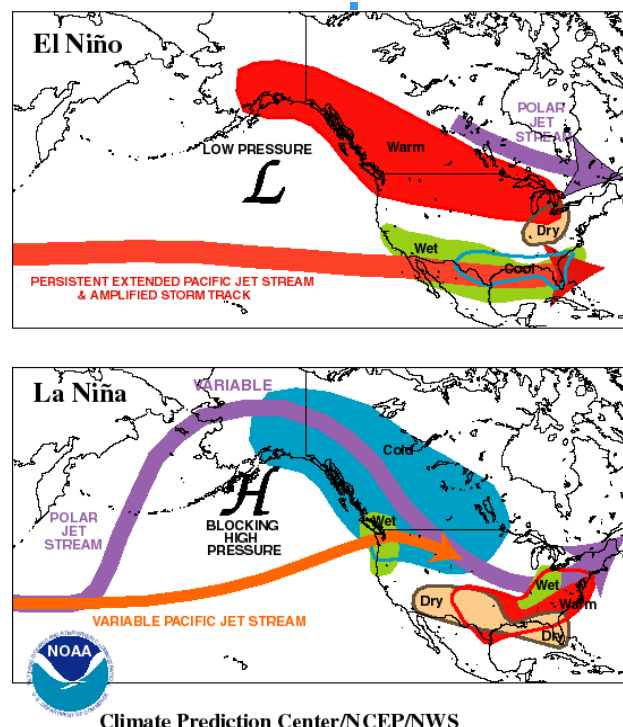 El Niño
POLAR
JET
STREAM
LOW PRESSURE
L
Warm
Dry
Wet
Cool
PERSISTENT EXTENDED PACIFIC JET STREAM
& AMPLIFIED STORM TRACK
La Niña
VARIABLE
Cold
H
POLAR
JET
STREAM
BLOCKING
HIGH
PRESSURE
Wet
Wet
Dry
Warm
Dry
VARIABLE PACIFIC JET STREAM
NOAA
Climate Prediction Center/NCEP/NWS